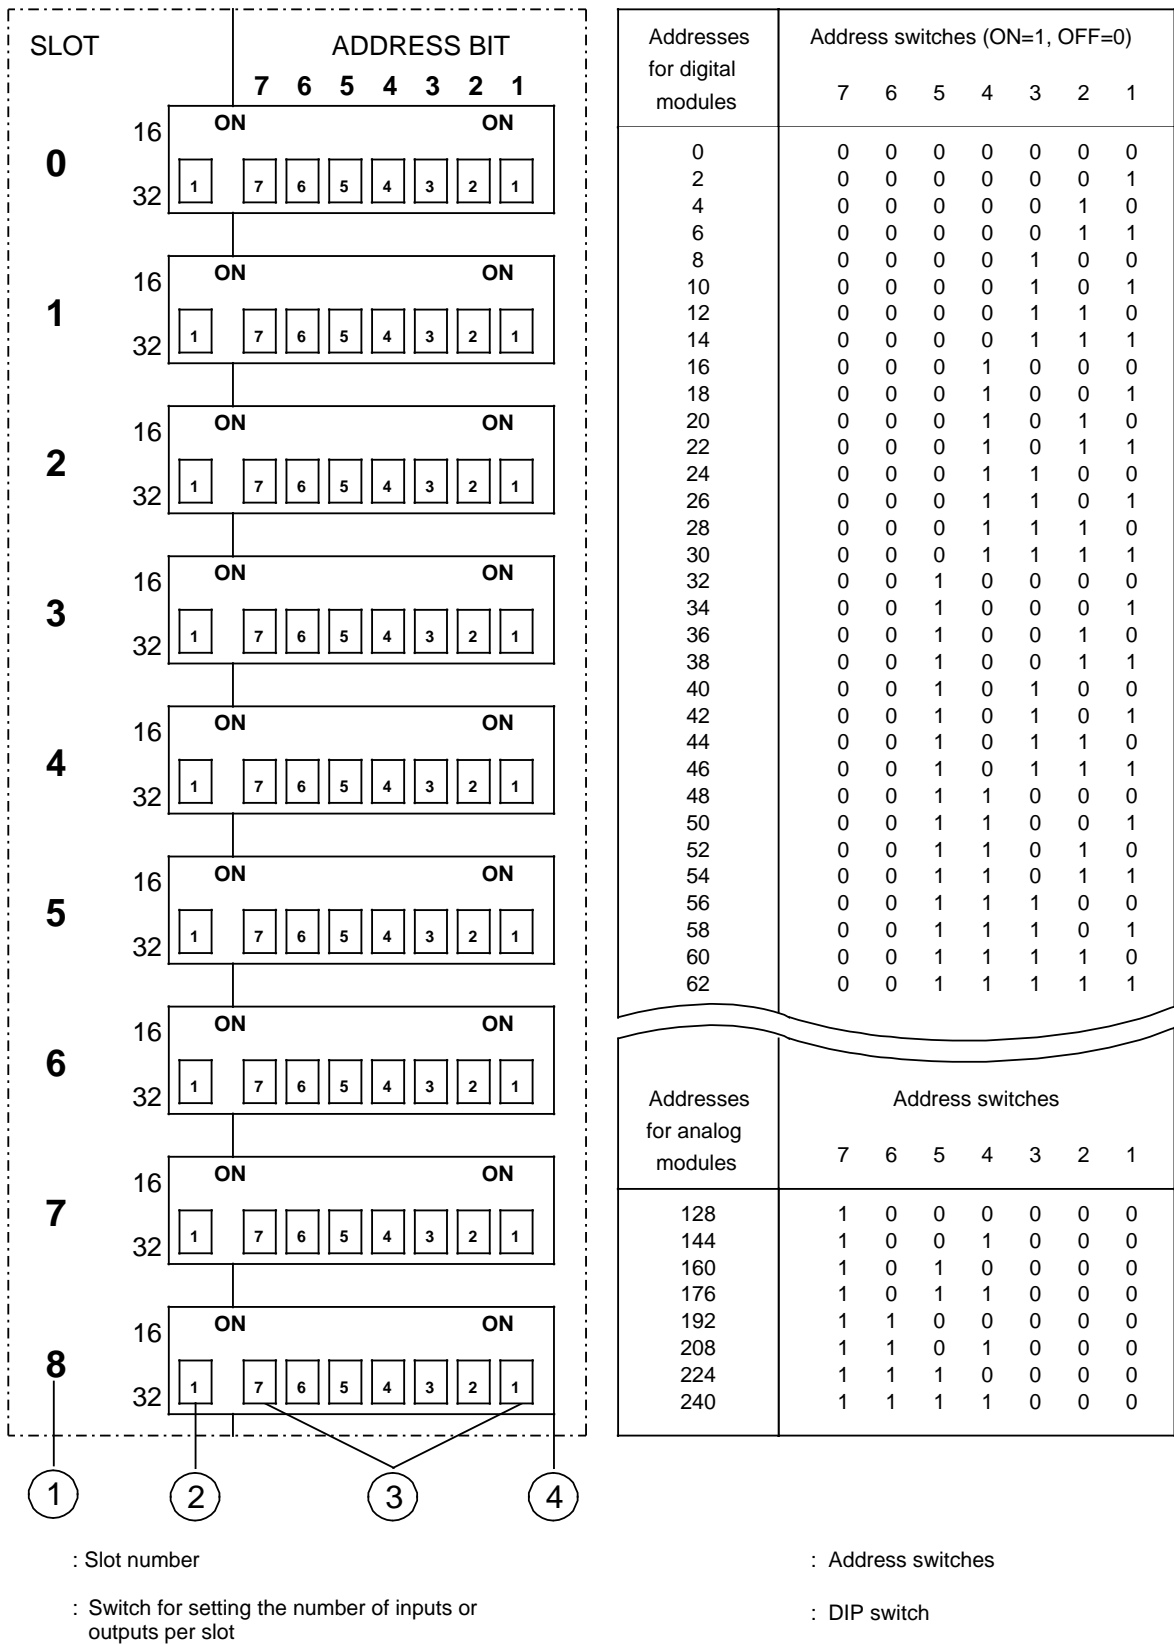 SLOT ADDRESS BIT
7 6 5 4 3 2 1
0 16 32 ON ON
1 7 6 5 4 3 2 1
1 16 32 ON ON
1 7 6 5 4 3 2 1
2 16 32 ON ON
1 7 6 5 4 3 2 1
3 16 32 ON ON
1 7 6 5 4 3 2 1
4 16 32 ON ON
1 7 6 5 4 3 2 1
5 16 32 ON ON
1 7 6 5 4 3 2 1
6 16 32 ON ON
1 7 6 5 4 3 2 1
7 16 32 ON ON
1 7 6 5 4 3 2 1
8 16 32 ON ON
1 7 6 5 4 3 2 1
1 2 3 4
Addresses
for digital
modules
Address switches (ON=1, OFF=0)
7 6 5 4 3 2 1
0 0 0 0 0 0 0 0
2 0 0 0 0 0 0 1
4 0 0 0 0 0 1 0
6 0 0 0 0 0 1 1
8 0 0 0 0 1 0 0
10 0 0 0 0 1 0 1
12 0 0 0 0 1 1 0
14 0 0 0 0 1 1 1
16 0 0 0 1 0 0 0
18 0 0 0 1 0 0 1
20 0 0 0 1 0 1 0
22 0 0 0 1 0 1 1
24 0 0 0 1 1 0 0
26 0 0 0 1 1 0 1
28 0 0 0 1 1 1 0
30 0 0 0 1 1 1 1
32 0 0 1 0 0 0 0
34 0 0 1 0 0 0 1
36 0 0 1 0 0 1 0
38 0 0 1 0 0 1 1
40 0 0 1 0 1 0 0
42 0 0 1 0 1 0 1
44 0 0 1 0 1 1 0
46 0 0 1 0 1 1 1
48 0 0 1 1 0 0 0
50 0 0 1 1 0 0 1
52 0 0 1 1 0 1 0
54 0 0 1 1 0 1 1
56 0 0 1 1 1 0 0
58 0 0 1 1 1 0 1
60 0 0 1 1 1 1 0
62 0 0 1 1 1 1 1
Addresses
for analog
modules
Address switches
7 6 5 4 3 2 1
128 1 0 0 0 0 0 0
144 1 0 0 1 0 0 0
160 1 0 1 0 0 0 0
176 1 0 1 1 0 0 0
192 1 1 0 0 0 0 0
208 1 1 0 1 0 0 0
224 1 1 1 0 0 0 0
240 1 1 1 1 0 0 0
: Slot number
: Switch for setting the number of inputs or
outputs per slot
: Address switches
: DIP switch